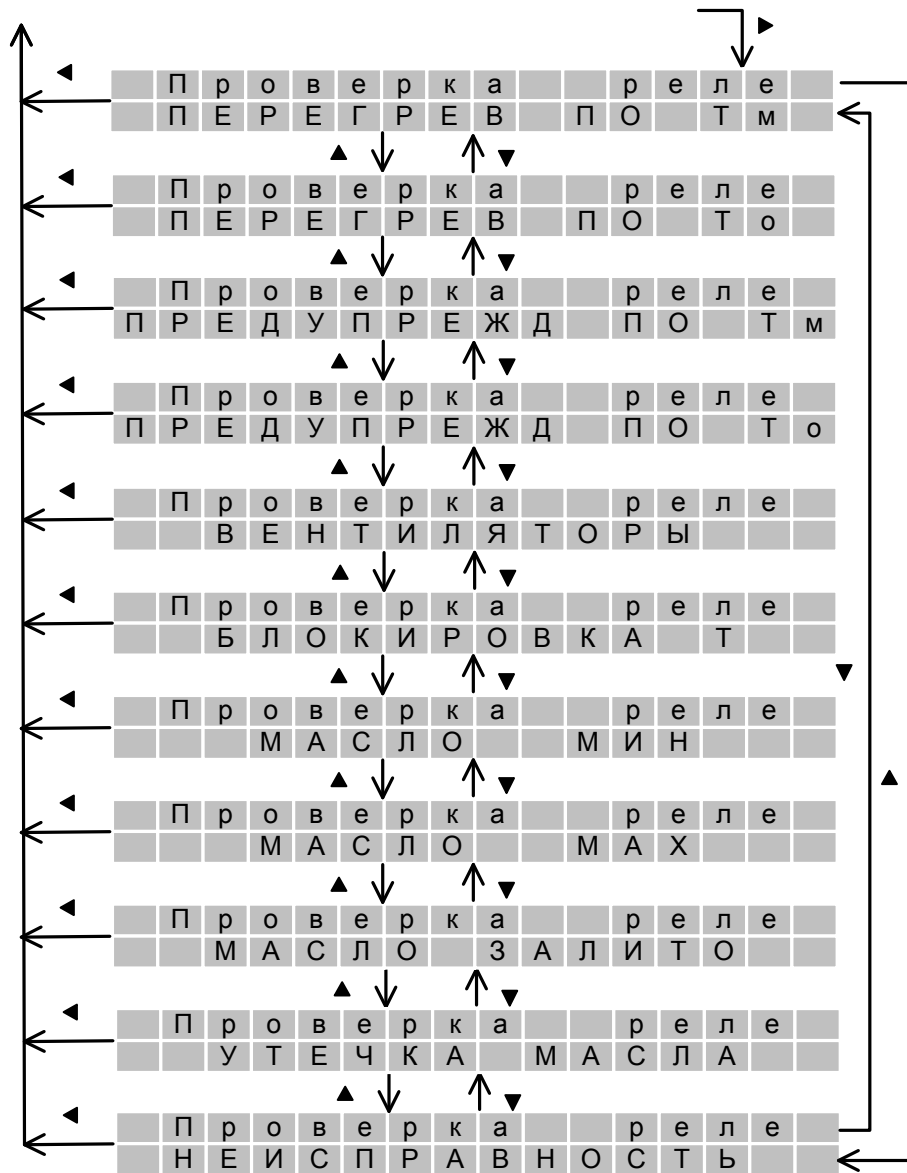 Проверка реле
ПЕРЕГРЕВ ПО Тм
Проверка реле
ПЕРЕГРЕВ ПО То
Проверка реле
ПРЕДУПРЕЖД ПО Тм
Проверка реле
ПРЕДУПРЕЖД ПО То
Проверка реле
ВЕНТИЛЯТОРЫ
Проверка реле
БЛОКИРОВКА Т
Проверка реле
МАСЛО МИН
Проверка реле
МАСЛО МАХ
Проверка реле
МАСЛО ЗАЛИТО
Проверка реле
УТЕЧКА МАСЛА
Проверка реле
НЕИСПРАВНОСТЬ